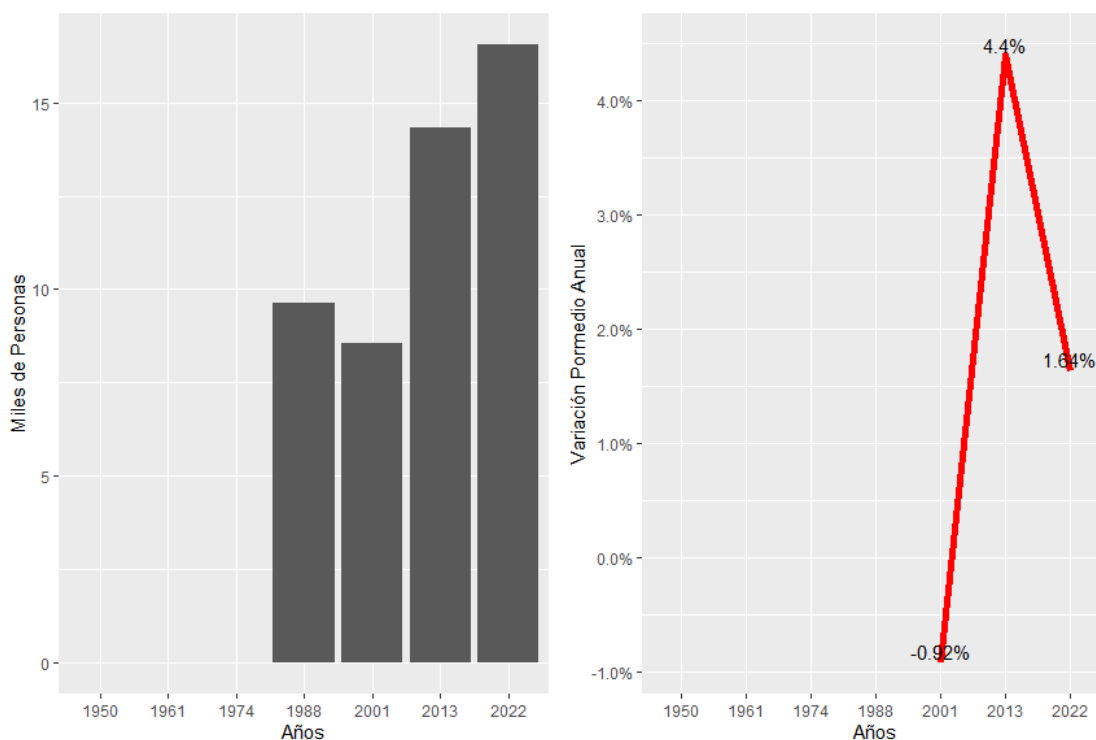 Miles de Personas
15
10
5
0
1950 1961 1974 1988 2001 2013 2022
Años
Variación Pormedio Anual
4.0%
3.0%
2.0%
1.0%
0.0%
-1.0%
4.4%
1.64%
-0.92%
1950 1961 1974 1988 2001 2013 2022
Años